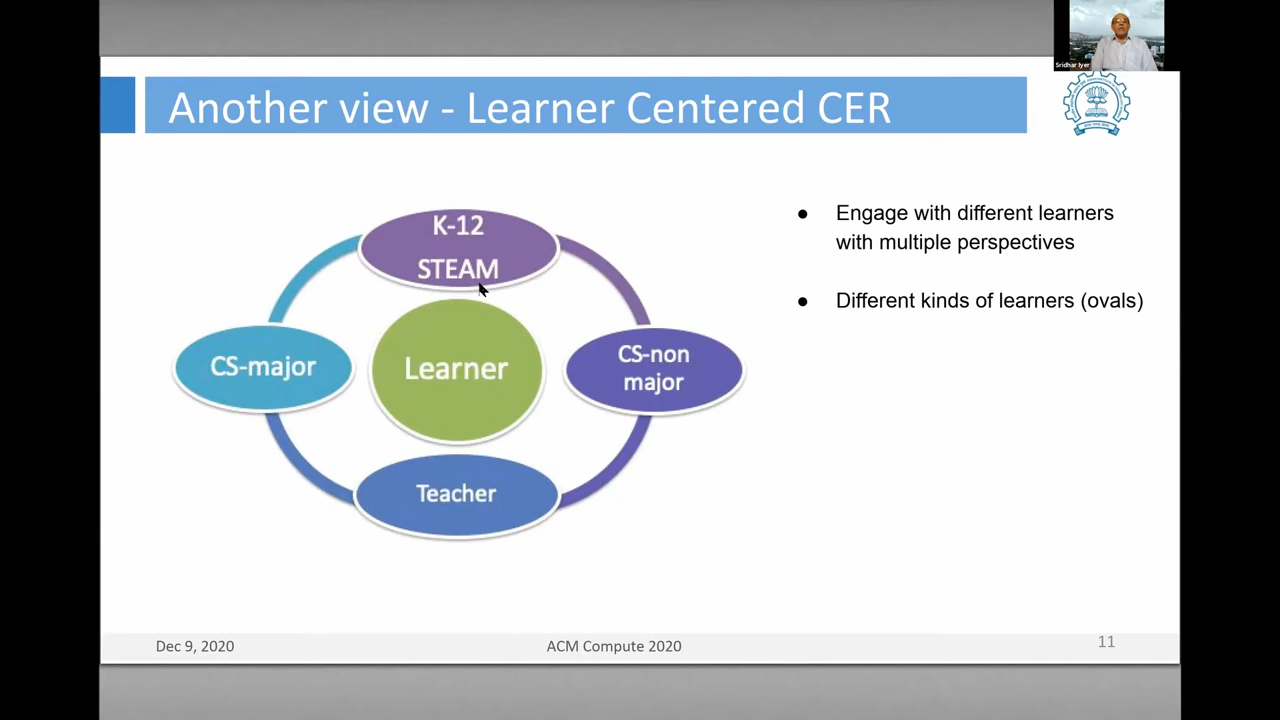 Sridhar Iyer
Another view - Learner Centered CER
K-12
STEAM
CS-major
Learner
CS-non
major
Teacher
● Engage with different learners
with multiple perspectives
● Different kinds of learners (ovals)
Dec 9, 2020
ACM Compute 2020
11